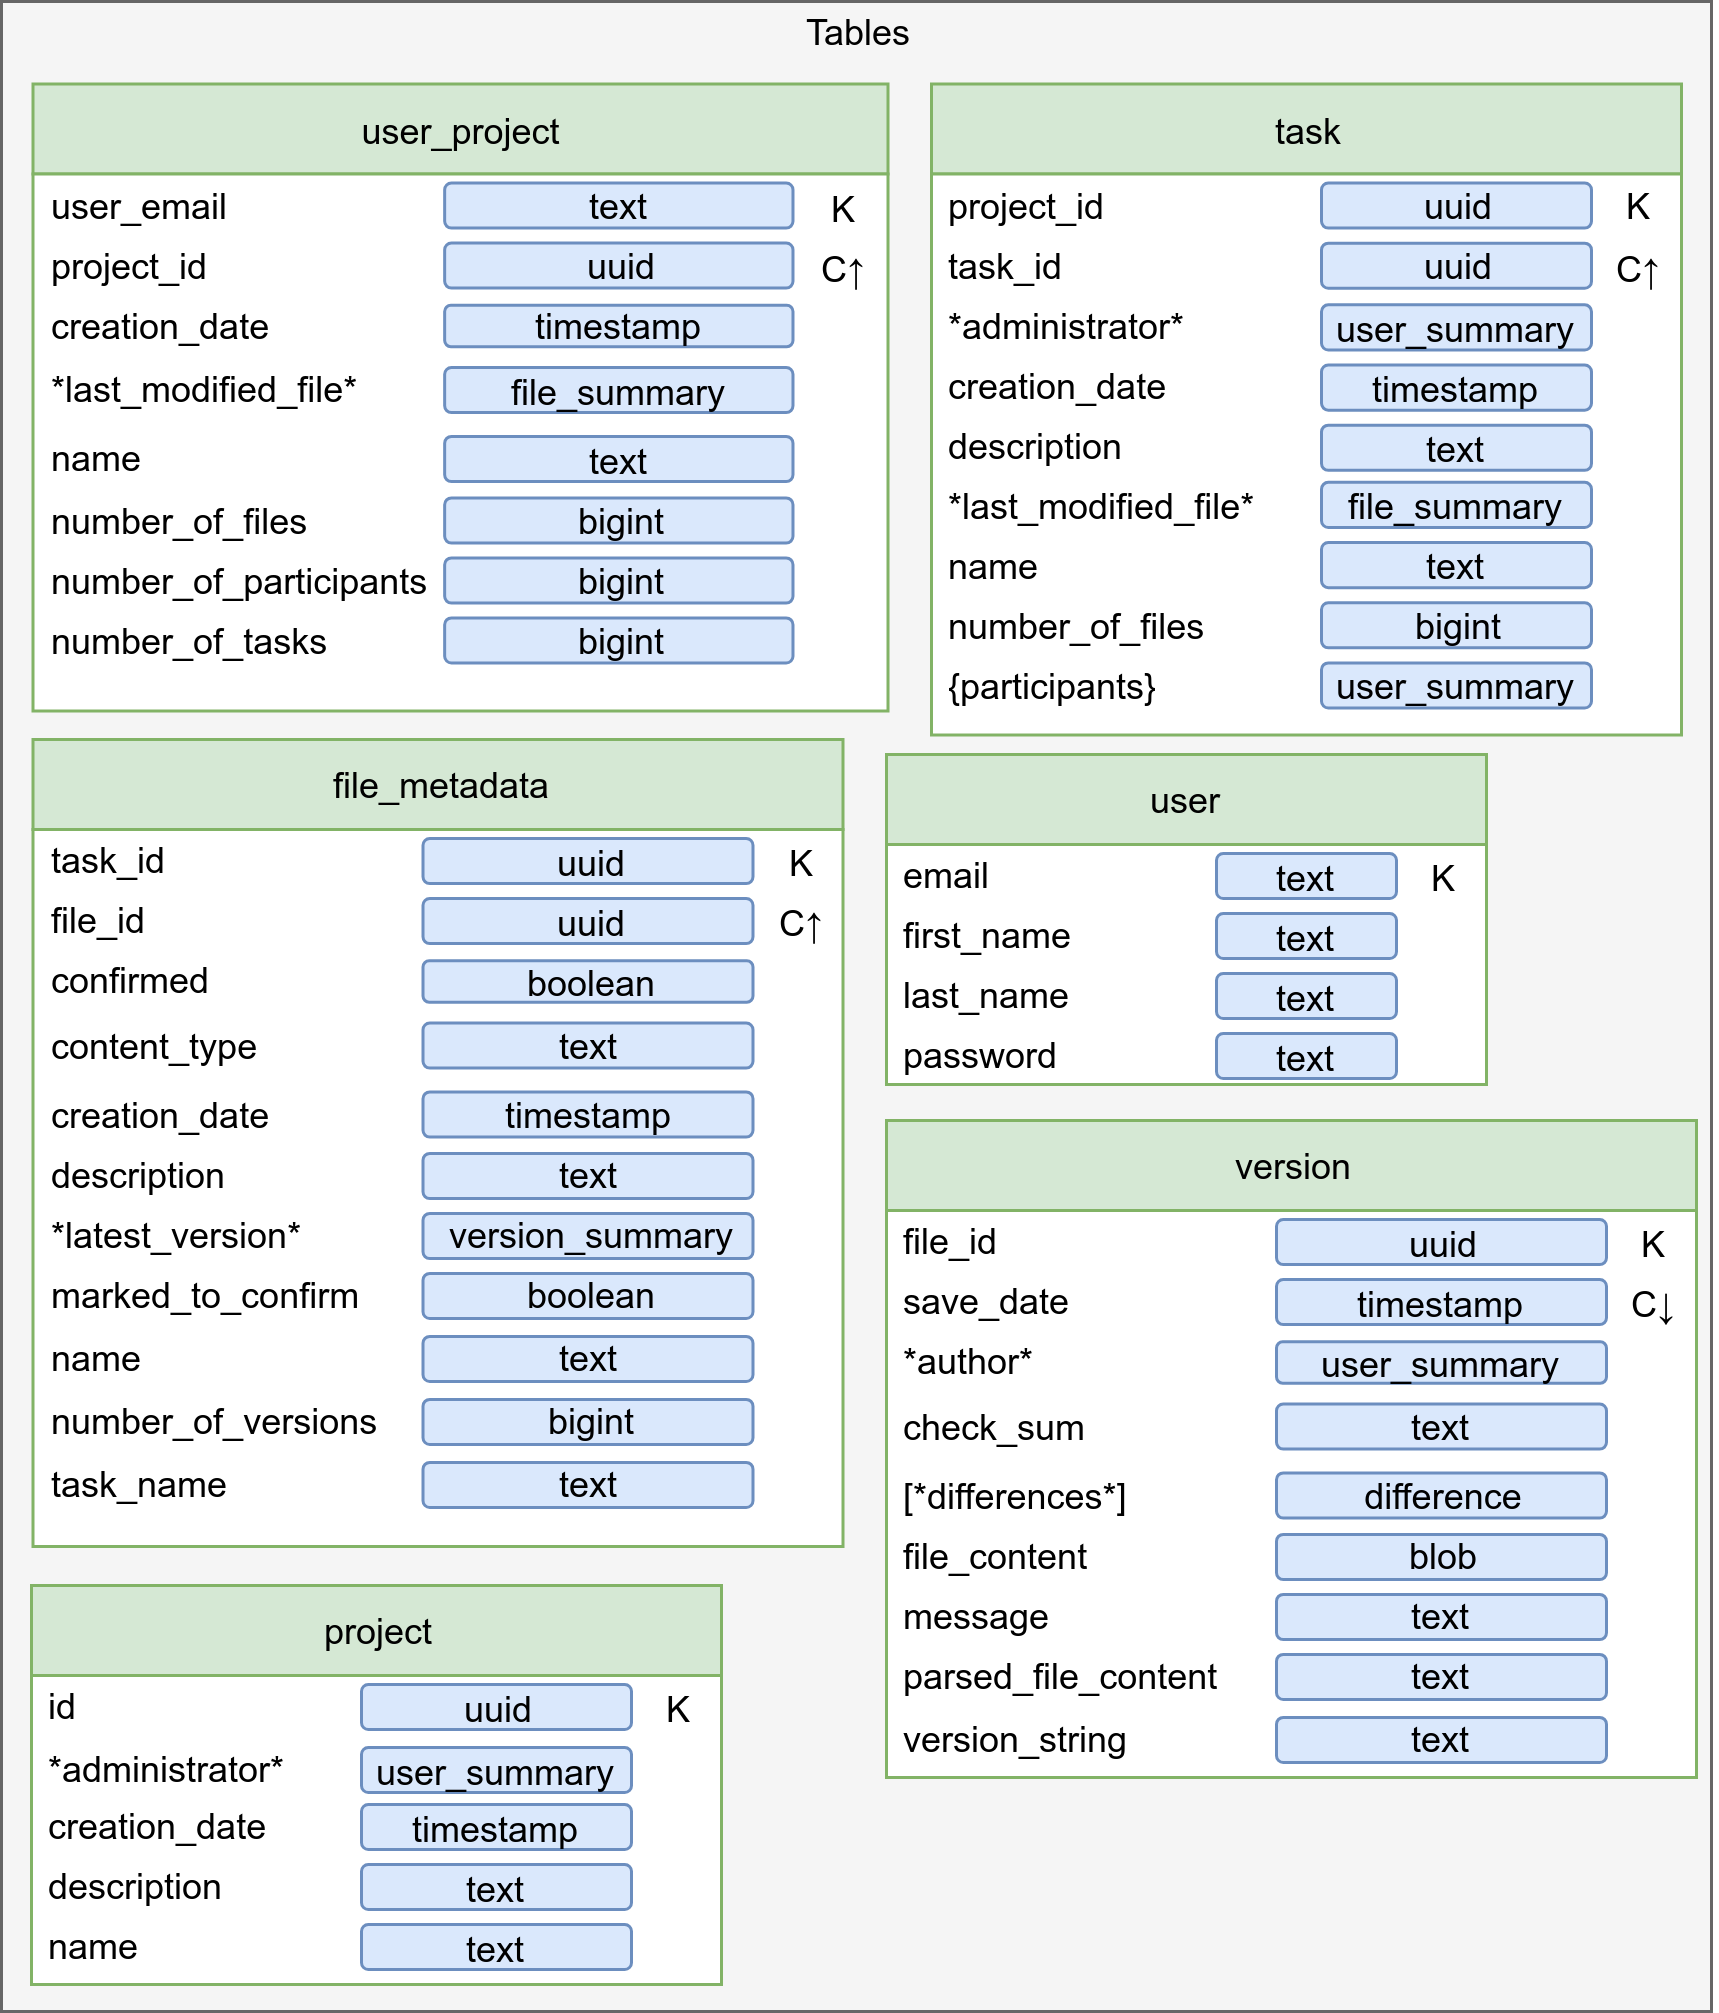 Tables
user_project
user_email text K
project_id uuid C↑
creation_date timestamp
*last_modified_file* file_summary
name text
number_of_files bigint
number_of_participants bigint
number_of_tasks bigint
task
project_id uuid K
task_id uuid C↑
*administrator* user_summary
creation_date timestamp
description text
*last_modified_file* file_summary
name text
number_of_files bigint
{participants} user_summary
file_metadata
task_id uuid K
file_id uuid C↑
confirmed boolean
content_type text
creation_date timestamp
description text
*latest_version* version_summary
marked_to_confirm boolean
name text
number_of_versions bigint
task_name text
user
email text K
first_name text
last_name text
password text
version
file_id uuid K
save_date timestamp C↓
*author* user_summary
check_sum text
[*differences*] difference
file_content blob
message text
parsed_file_content text
version_string text
project
id uuid K
*administrator* user_summary
creation_date timestamp
description text
name text